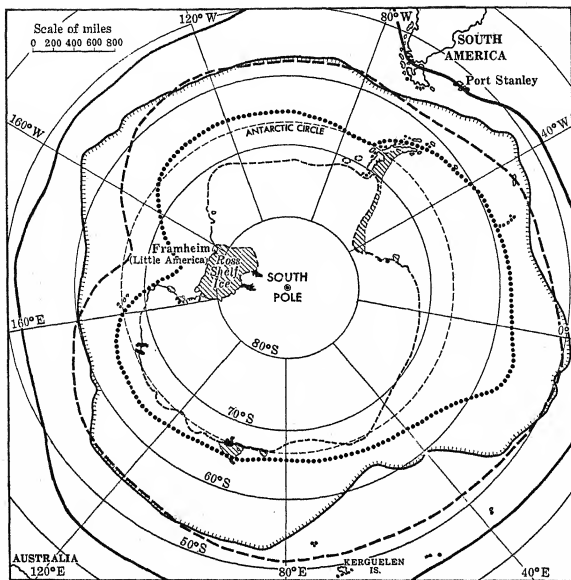 120°W
80°W
Scale of miles
0 200 400 600 800
SOUTH
AMERICA
Port Stanley
160°W
40°W
ANTARCTIC CIRCLE
Framheim
(Little America)
Ross
Shelf
Ice
SOUTH
POLE
160°E
0°
80°S
70°S
60°S
50°S
AUSTRALIA
120°E
80°E
KERGUELEN
IS.
40°E